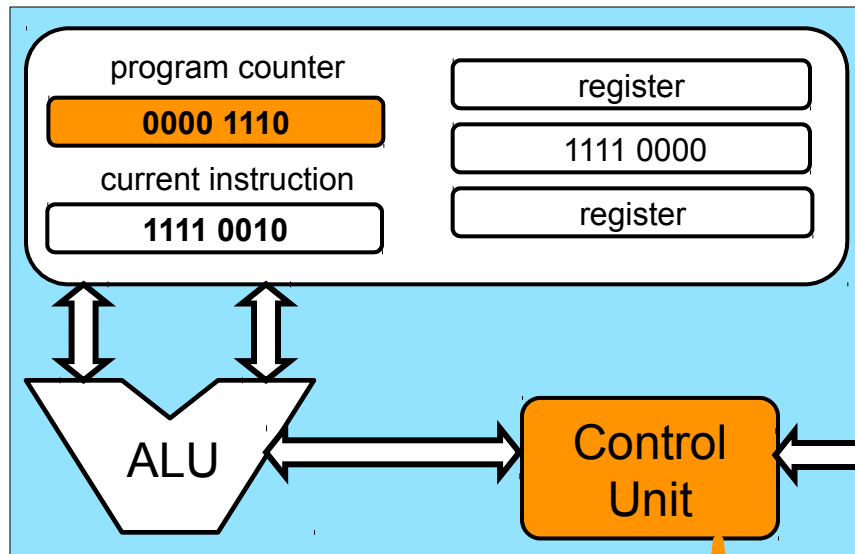 program counter
0000 1110
current instruction
1111 0010
register
1111 0000
register
ALU
Control
Unit